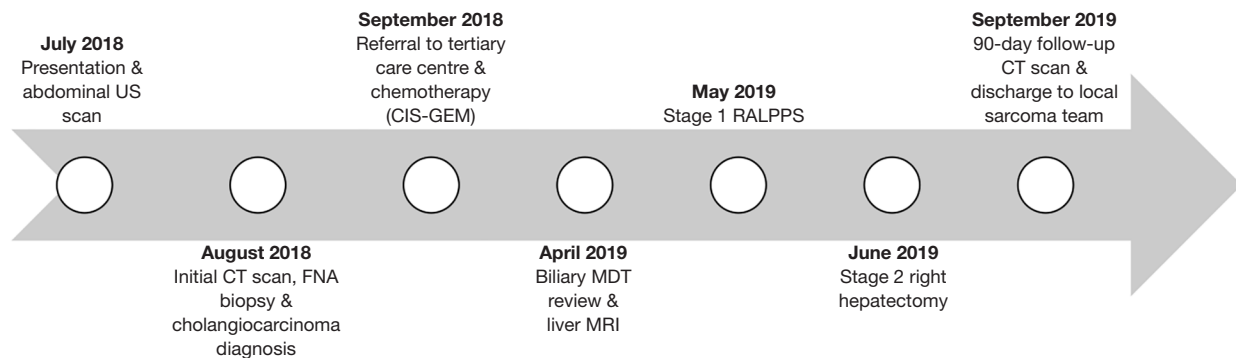 July 2018
Presentation &
abdominal US
scan
August 2018
Initial CT scan, FNA
biopsy &
cholangiocarcinoma
diagnosis
September 2018
Referral to tertiary
care centre &
chemotherapy
(CIS-GEM)
April 2019
Biliary MDT
review &
liver MRI
May 2019
Stage 1 RALPPS
June 2019
Stage 2 right
hepatectomy
September 2019
90-day follow-up
CT scan &
discharge to local
sarcoma team